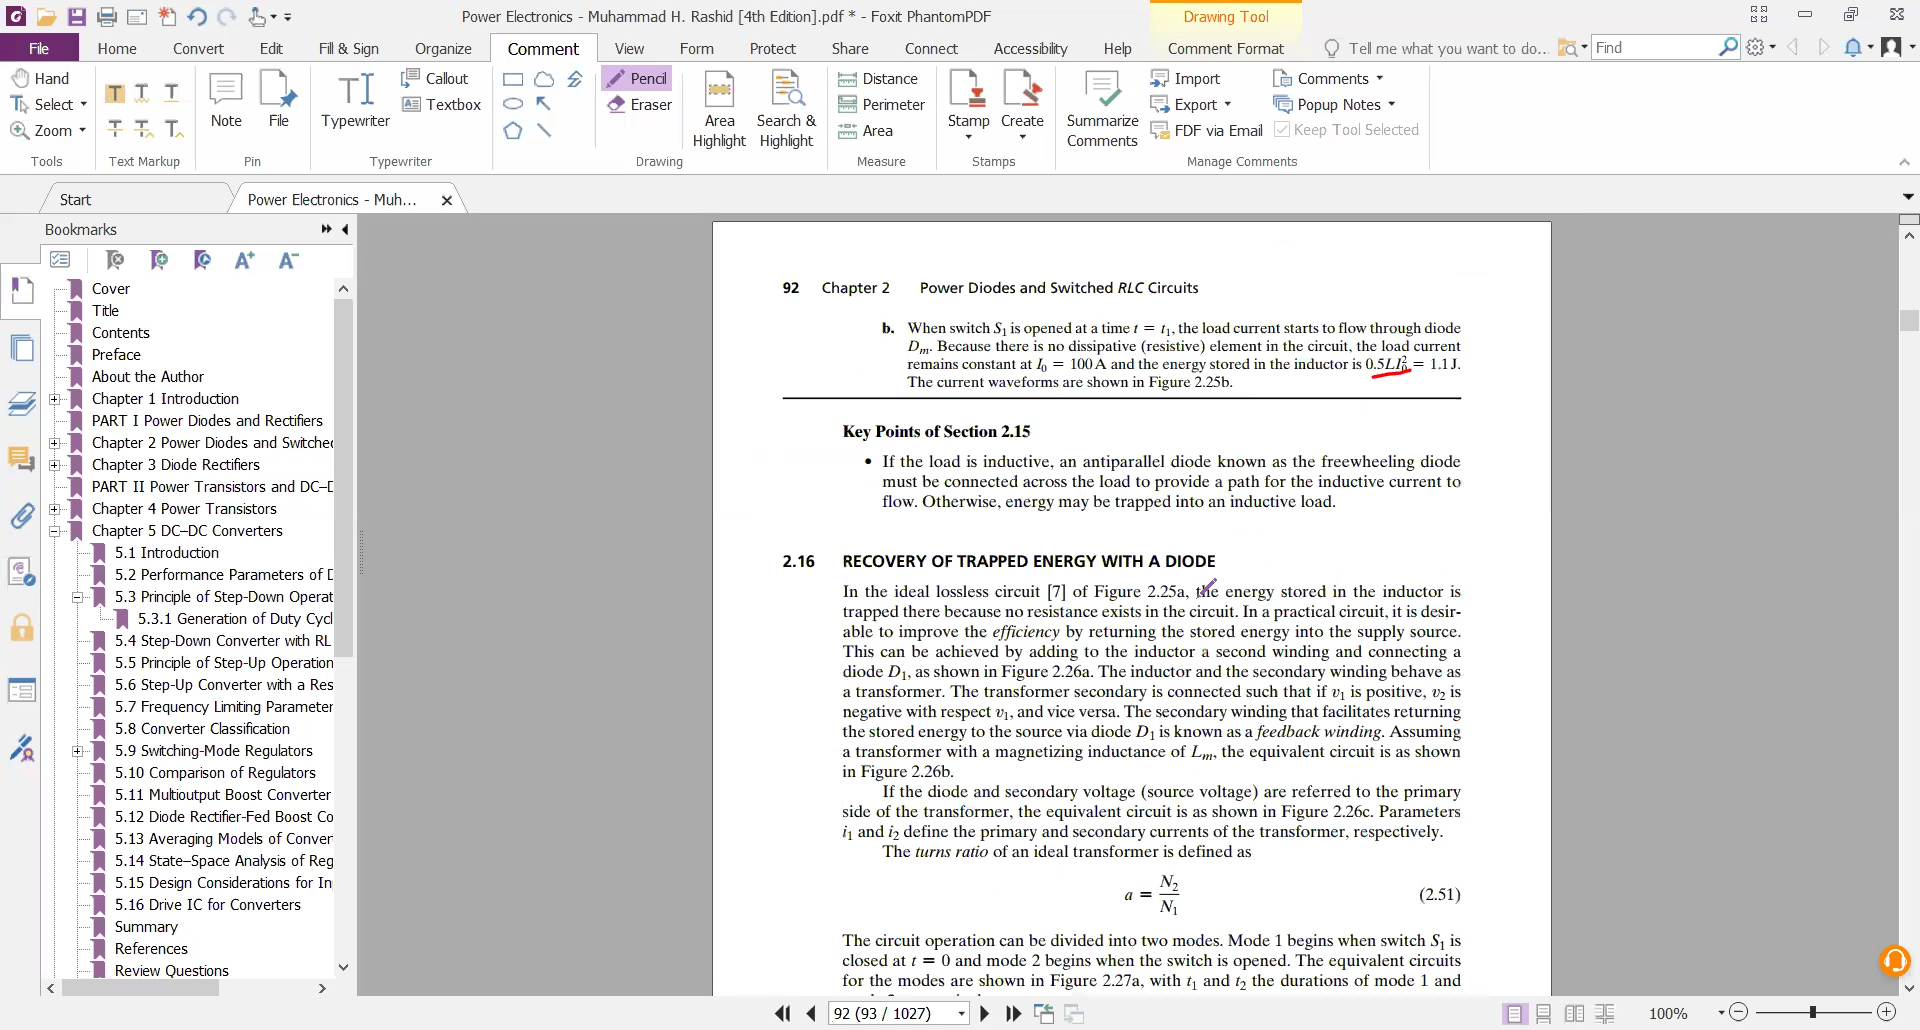 Power Electronics - Muhammad H. Rashid [4th Edition].pdf * - Foxit PhantomPDF
Drawing Tool
File
Home
Convert
Edit
Fill & Sign
Organize
Comment
View
Form
Protect
Share
Connect
Accessibility
Help
Comment Format
Tell me what you want to do...
Find
Hand
Select
Zoom
Tools
Text Markup
Note
File
Pin
Typewriter
Callout
Textbox
Typewriter
Pencil
Eraser
Area Highlight
Search & Highlight
Drawing
Distance
Perimeter
Area
Measure
Stamp
Create
Stamps
Summarize Comments
Import
Export
FDF via Email
Comments
Popup Notes
Keep Tool Selected
Manage Comments
Start
Power Electronics - Muh...
Bookmarks
Cover
Title
Contents
Preface
About the Author
Chapter 1 Introduction
PART I Power Diodes and Rectifiers
Chapter 2 Power Diodes and Switched
Chapter 3 Diode Rectifiers
PART II Power Transistors and DC–D
Chapter 4 Power Transistors
Chapter 5 DC–DC Converters
5.1 Introduction
5.2 Performance Parameters of D
5.3 Principle of Step-Down Operat
5.3.1 Generation of Duty Cycl
5.4 Step-Down Converter with RL
5.5 Principle of Step-Up Operation
5.6 Step-Up Converter with a Res
5.7 Frequency Limiting Parameter
5.8 Converter Classification
5.9 Switching-Mode Regulators
5.10 Comparison of Regulators
5.11 Multioutput Boost Converter
5.12 Diode Rectifier-Fed Boost Co
5.13 Averaging Models of Conver
5.14 State–Space Analysis of Reg
5.15 Design Considerations for In
5.16 Drive IC for Converters
Summary
References
Review Questions
92 Chapter 2 Power Diodes and Switched RLC Circuits
b. When switch S₁ is opened at a time t = t₁, the load current starts to flow through diode
Dₘ. Because there is no dissipative (resistive) element in the circuit, the load current
remains constant at I₀ = 100 A and the energy stored in the inductor is 0.5LI₀² = 1.1 J.
The current waveforms are shown in Figure 2.25b.
Key Points of Section 2.15
• If the load is inductive, an antiparallel diode known as the freewheeling diode
must be connected across the load to provide a path for the inductive current to
flow. Otherwise, energy may be trapped into an inductive load.
2.16 RECOVERY OF TRAPPED ENERGY WITH A DIODE
In the ideal lossless circuit [7] of Figure 2.25a, the energy stored in the inductor is
trapped there because no resistance exists in the circuit. In a practical circuit, it is desir-
able to improve the efficiency by returning the stored energy into the supply source.
This can be achieved by adding to the inductor a second winding and connecting a
diode D₁, as shown in Figure 2.26a. The inductor and the secondary winding behave as
a transformer. The transformer secondary is connected such that if v₁ is positive, v₂ is
negative with respect v₁, and vice versa. The secondary winding that facilitates returning
the stored energy to the source via diode D₁ is known as a feedback winding. Assuming
a transformer with a magnetizing inductance of Lₘ, the equivalent circuit is as shown
in Figure 2.26b.
If the diode and secondary voltage (source voltage) are referred to the primary
side of the transformer, the equivalent circuit is as shown in Figure 2.26c. Parameters
i₁ and i₂ define the primary and secondary currents of the transformer, respectively.
The turns ratio of an ideal transformer is defined as
a = N₂/N₁ (2.51)
The circuit operation can be divided into two modes. Mode 1 begins when switch S₁ is
closed at t = 0 and mode 2 begins when the switch is opened. The equivalent circuits
for the modes are shown in Figure 2.27a, with t₁ and t₂ the durations of mode 1 and
92 (93 / 1027)
100%